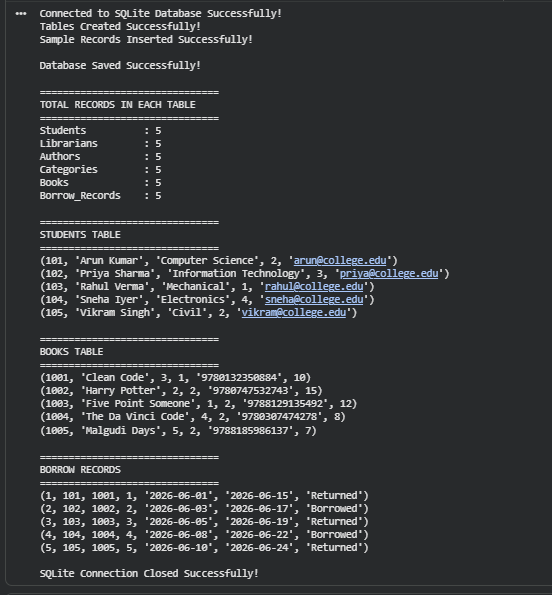 Connected to SQLite Database Successfully!
Tables Created Successfully!
Sample Records Inserted Successfully!
Database Saved Successfully!
===============================
TOTAL RECORDS IN EACH TABLE
===============================
Students          : 5
Librarians        : 5
Authors           : 5
Categories        : 5
Books             : 5
Borrow_Records    : 5
===============================
STUDENTS TABLE
===============================
(101, 'Arun Kumar', 'Computer Science', 2, 'arun@college.edu')
(102, 'Priya Sharma', 'Information Technology', 3, 'priya@college.edu')
(103, 'Rahul Verma', 'Mechanical', 1, 'rahul@college.edu')
(104, 'Sneha Iyer', 'Electronics', 4, 'sneha@college.edu')
(105, 'Vikram Singh', 'Civil', 2, 'vikram@college.edu')
===============================
BOOKS TABLE
===============================
(1001, 'Clean Code', 3, 1, '9780132350884', 10)
(1002, 'Harry Potter', 2, 2, '9780747532743', 15)
(1003, 'Five Point Someone', 1, 2, '9788129135492', 12)
(1004, 'The Da Vinci Code', 4, 2, '9780307474278', 8)
(1005, 'Malgudi Days', 5, 2, '9788185986137', 7)
===============================
BORROW RECORDS
===============================
(1, 101, 1001, 1, '2026-06-01', '2026-06-15', 'Returned')
(2, 102, 1002, 2, '2026-06-03', '2026-06-17', 'Borrowed')
(3, 103, 1003, 3, '2026-06-05', '2026-06-19', 'Returned')
(4, 104, 1004, 4, '2026-06-08', '2026-06-22', 'Borrowed')
(5, 105, 1005, 5, '2026-06-10', '2026-06-24', 'Returned')
SQLite Connection Closed Successfully!